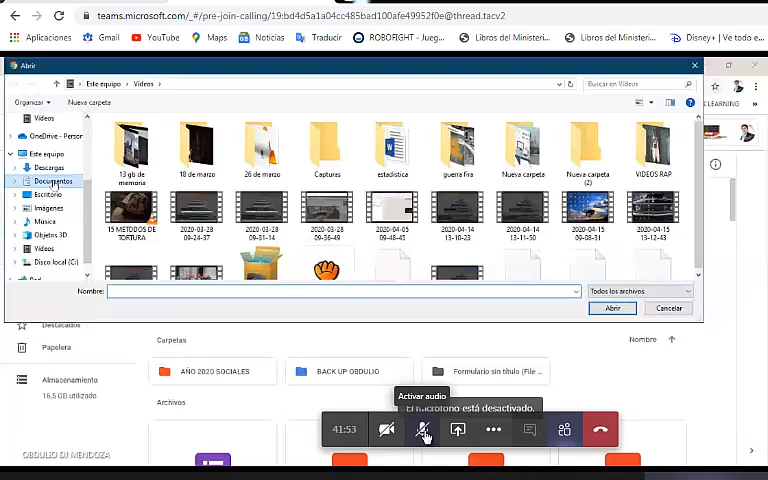 teams.microsoft.com/_#/pre-join-calling/19:bd4d5a1a04cc485bad100afe49952f0e@thread.tacv2
Aplicaciones Gmail YouTube Maps Noticias Traducir ROBOFIGHT - Jueg... Libros del Ministeri... Libros del Ministeri... Disney+ | Ve todo e...
Abrir
Este equipo > Vídeos >
Buscar en Vídeos
Organizar Nueva carpeta
LEARNING »
Vídeos
OneDrive - Person
Este equipo
Descargas
Documentos
Escritorio
Imágenes
Música
Objetos 3D
Vídeos
Disco local (C:)
Red
13 gb de memoria
18 de marzo
26 de marzo
Capturas
estadistica
guerra fira
Nueva carpeta
Nueva carpeta (2)
VIDEOS RAP
15 METODOS DE TORTURA
2020-03-28 09-24-37
2020-03-28 09-31-14
2020-03-28 09-36-49
2020-04-05 09-48-45
2020-04-14 13-10-23
2020-04-14 13-11-50
2020-04-15 09-08-31
2020-04-15 13-12-43
Nombre:
Todos los archivos
Abrir Cancelar
Destacados
Papelera
Almacenamiento
16,5 GB utilizado
Carpetas
Nombre
AÑO 2020 SOCIALES
BACK UP OBDULIO
Formulario sin título (File ...
Archivos
Activar audio
El micrófono está desactivado.
41:53
OBDULIO DJ MENDOZA